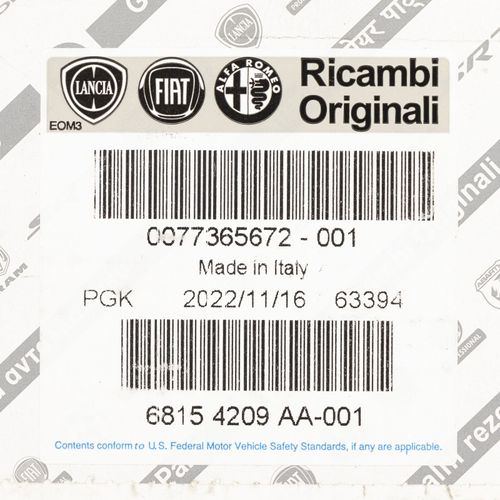 LANCIA
FIAT
ALFA ROMEO
Ricambi
Originali
EOM3
0077365672 - 001
Made in Italy
PGK 2022/11/16 63394
6815 4209 AA-001
Contents conform to U.S. Federal Motor Vehicle Safety Standards, if any are applicable.